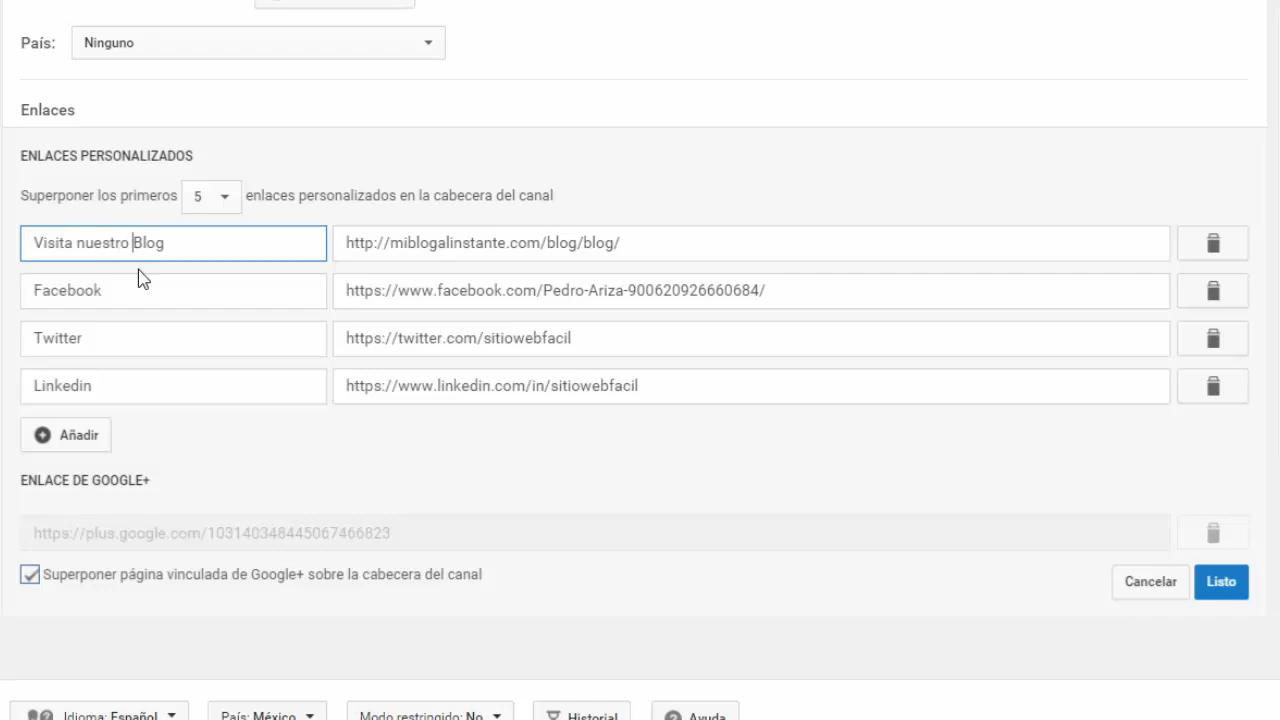 País: Ninguno
Enlaces
ENLACES PERSONALIZADOS
Superponer los primeros 5 enlaces personalizados en la cabecera del canal
Visita nuestro Blog http://miblogalinstante.com/blog/blog/
Facebook https://www.facebook.com/Pedro-Ariza-900620926660684/
Twitter https://twitter.com/sitiowebfacil
Linkedin https://www.linkedin.com/in/sitiowebfacil
Añadir
ENLACE DE GOOGLE+
https://plus.google.com/103140348445067466823
Superponer página vinculada de Google+ sobre la cabecera del canal
Cancelar Listo
Idioma: Español País: México Modo restringido: No Historial Ayuda